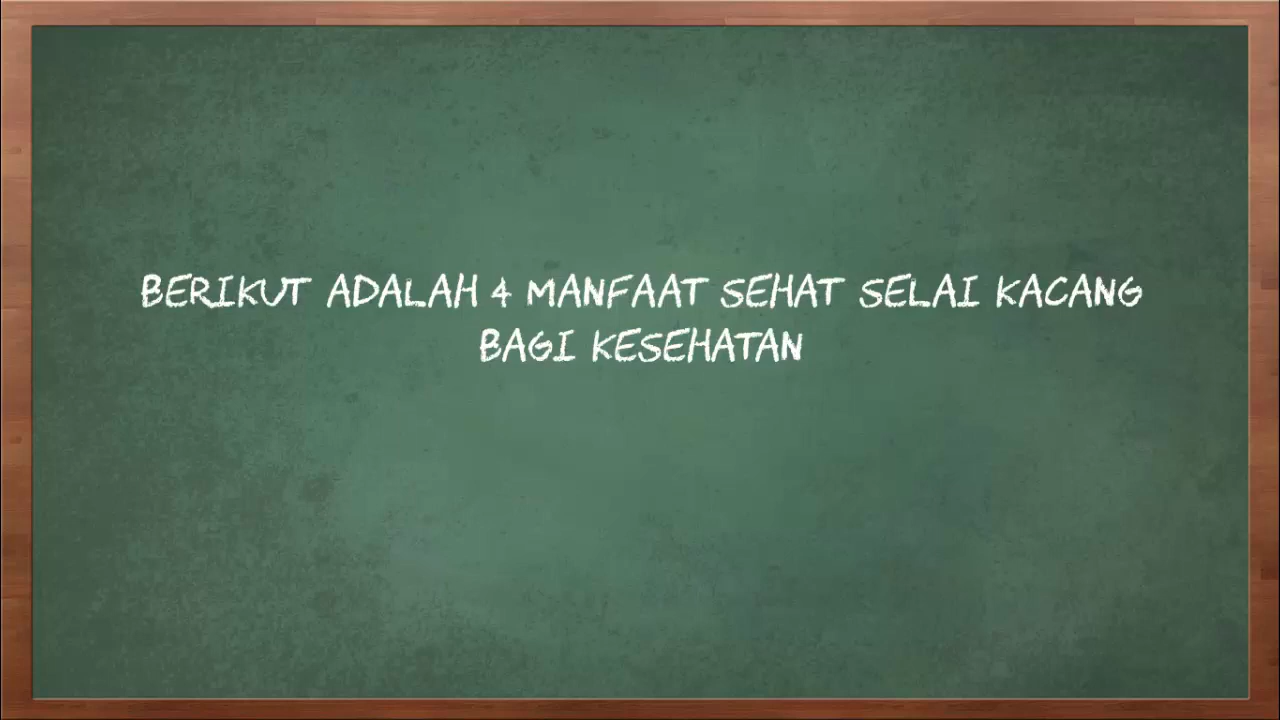 BERIKUT ADALAH 4 MANFAAT SEHAT SELAI KACANG
BAGI KESEHATAN